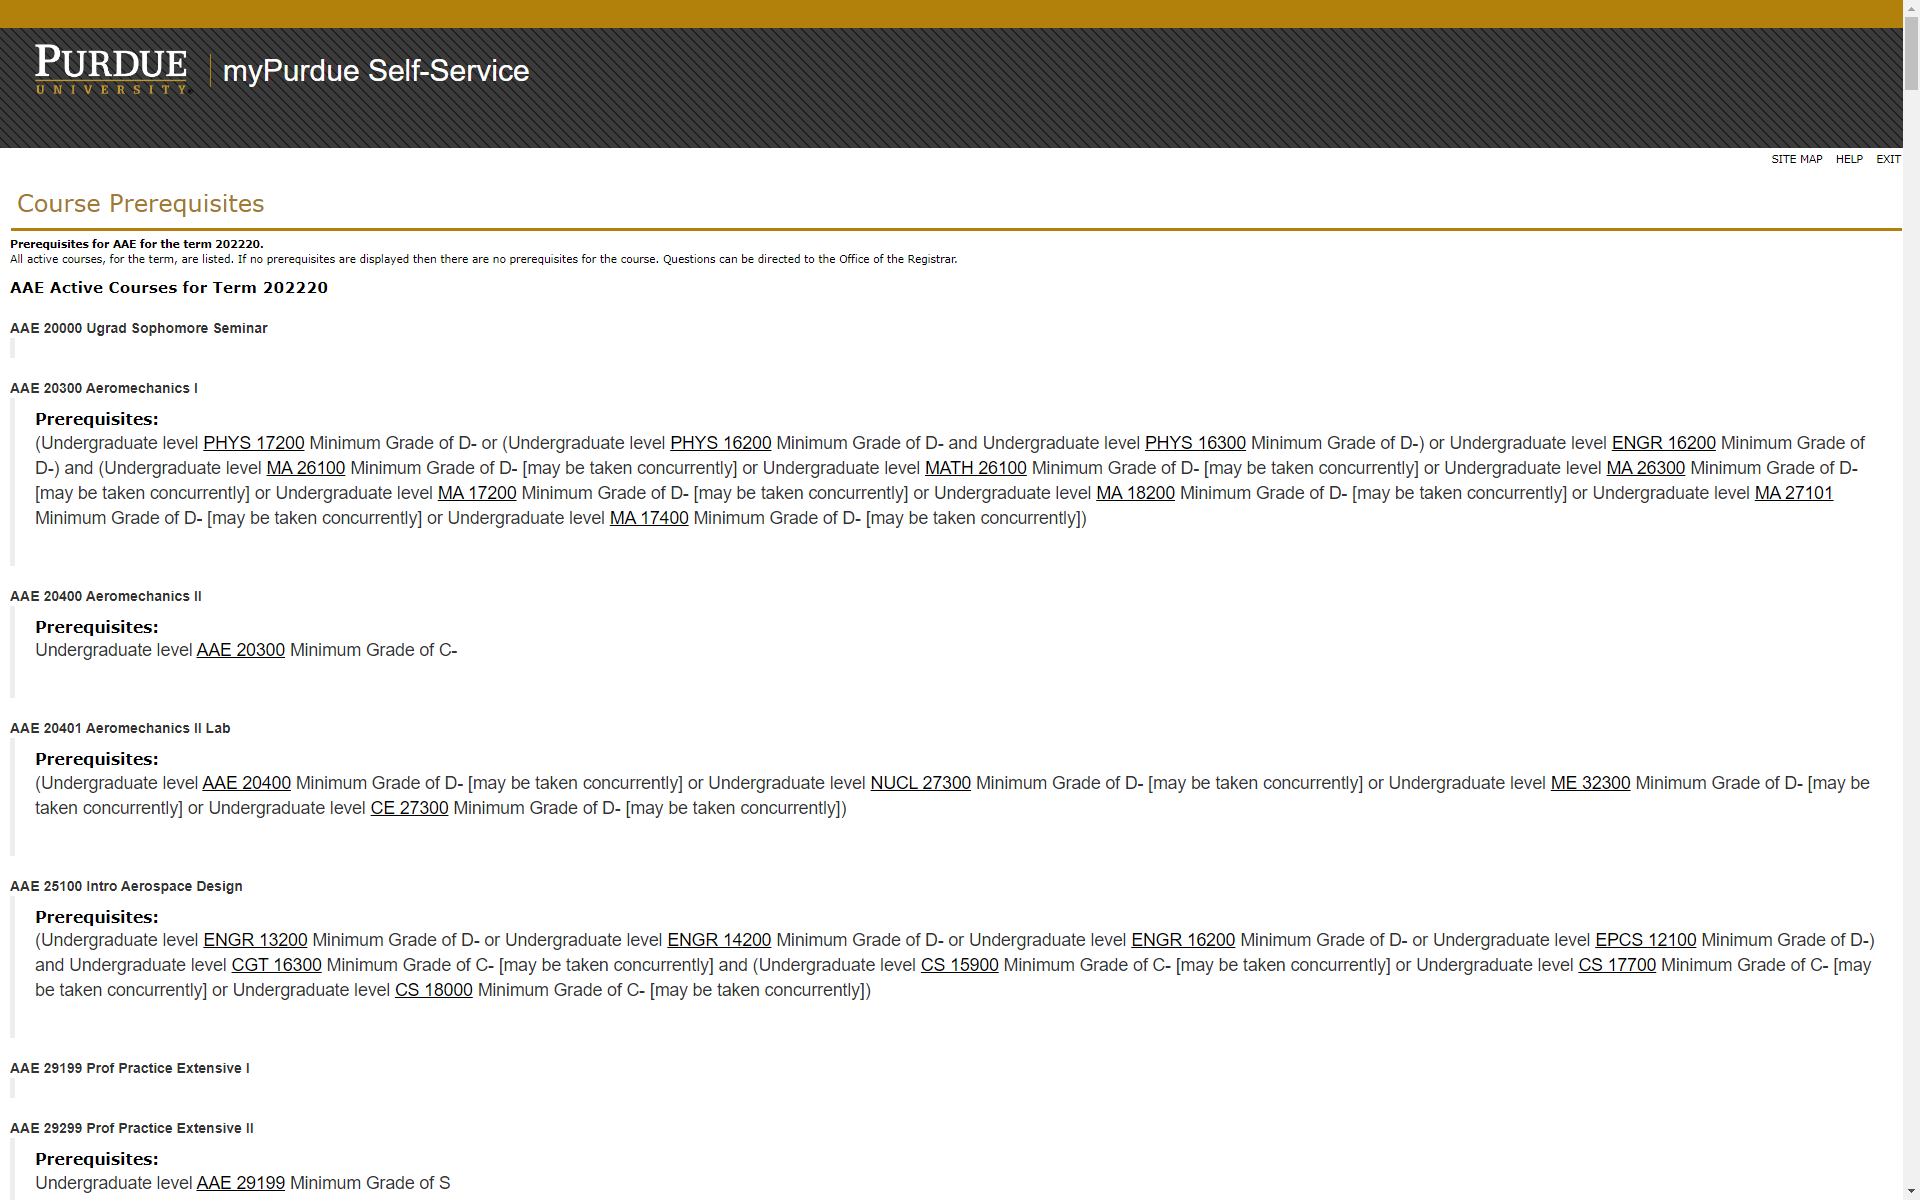 PURDUE
UNIVERSITY
myPurdue Self-Service
SITE MAP HELP EXIT
Course Prerequisites
Prerequisites for AAE for the term 202220.
All active courses, for the term, are listed. If no prerequisites are displayed then there are no prerequisites for the course. Questions can be directed to the Office of the Registrar.
AAE Active Courses for Term 202220
AAE 20000 Ugrad Sophomore Seminar
AAE 20300 Aeromechanics I
Prerequisites:
(Undergraduate level PHYS 17200 Minimum Grade of D- or (Undergraduate level PHYS 16200 Minimum Grade of D- and Undergraduate level PHYS 16300 Minimum Grade of D-) or Undergraduate level ENGR 16200 Minimum Grade of
D-) and (Undergraduate level MA 26100 Minimum Grade of D- [may be taken concurrently] or Undergraduate level MATH 26100 Minimum Grade of D- [may be taken concurrently] or Undergraduate level MA 26300 Minimum Grade of D-
[may be taken concurrently] or Undergraduate level MA 17200 Minimum Grade of D- [may be taken concurrently] or Undergraduate level MA 18200 Minimum Grade of D- [may be taken concurrently] or Undergraduate level MA 27101
Minimum Grade of D- [may be taken concurrently] or Undergraduate level MA 17400 Minimum Grade of D- [may be taken concurrently])
AAE 20400 Aeromechanics II
Prerequisites:
Undergraduate level AAE 20300 Minimum Grade of C-
AAE 20401 Aeromechanics II Lab
Prerequisites:
(Undergraduate level AAE 20400 Minimum Grade of D- [may be taken concurrently] or Undergraduate level NUCL 27300 Minimum Grade of D- [may be taken concurrently] or Undergraduate level ME 32300 Minimum Grade of D- [may be
taken concurrently] or Undergraduate level CE 27300 Minimum Grade of D- [may be taken concurrently])
AAE 25100 Intro Aerospace Design
Prerequisites:
(Undergraduate level ENGR 13200 Minimum Grade of D- or Undergraduate level ENGR 14200 Minimum Grade of D- or Undergraduate level ENGR 16200 Minimum Grade of D- or Undergraduate level EPCS 12100 Minimum Grade of D-)
and Undergraduate level CGT 16300 Minimum Grade of C- [may be taken concurrently] and (Undergraduate level CS 15900 Minimum Grade of C- [may be taken concurrently] or Undergraduate level CS 17700 Minimum Grade of C- [may
be taken concurrently] or Undergraduate level CS 18000 Minimum Grade of C- [may be taken concurrently])
AAE 29199 Prof Practice Extensive I
AAE 29299 Prof Practice Extensive II
Prerequisites:
Undergraduate level AAE 29199 Minimum Grade of S